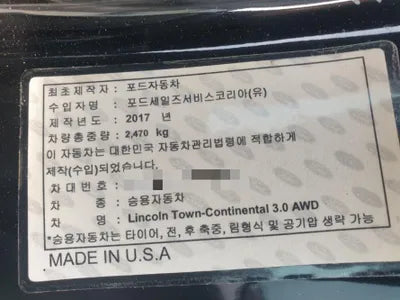 최초제작자 : 포드자동차
수입자명 : 포드세일즈서비스코리아(유)
제작년도 : 2017 년
차량총중량 : 2,470 kg
이 자동차는 대한민국 자동차관리법령에 적합하게
제작(수입)되었습니다.
차대번호 :
차 종 : 승용자동차
차 명 : Lincoln Town-Continental 3.0 AWD
*승용자동차는 타이어, 전, 후 축중, 림형식 및 공기압 생략 가능
MADE IN U.S.A